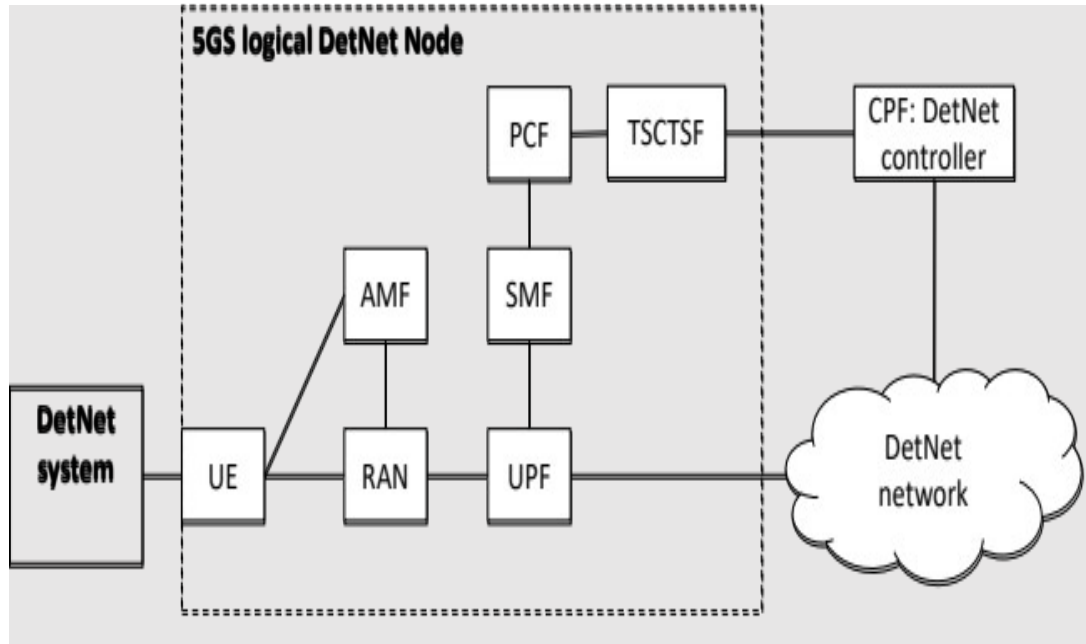 5GS logical DetNet Node
PCF
TSCTSF
CPF: DetNet
controller
AMF
SMF
DetNet
system
UE
RAN
UPF
DetNet
network